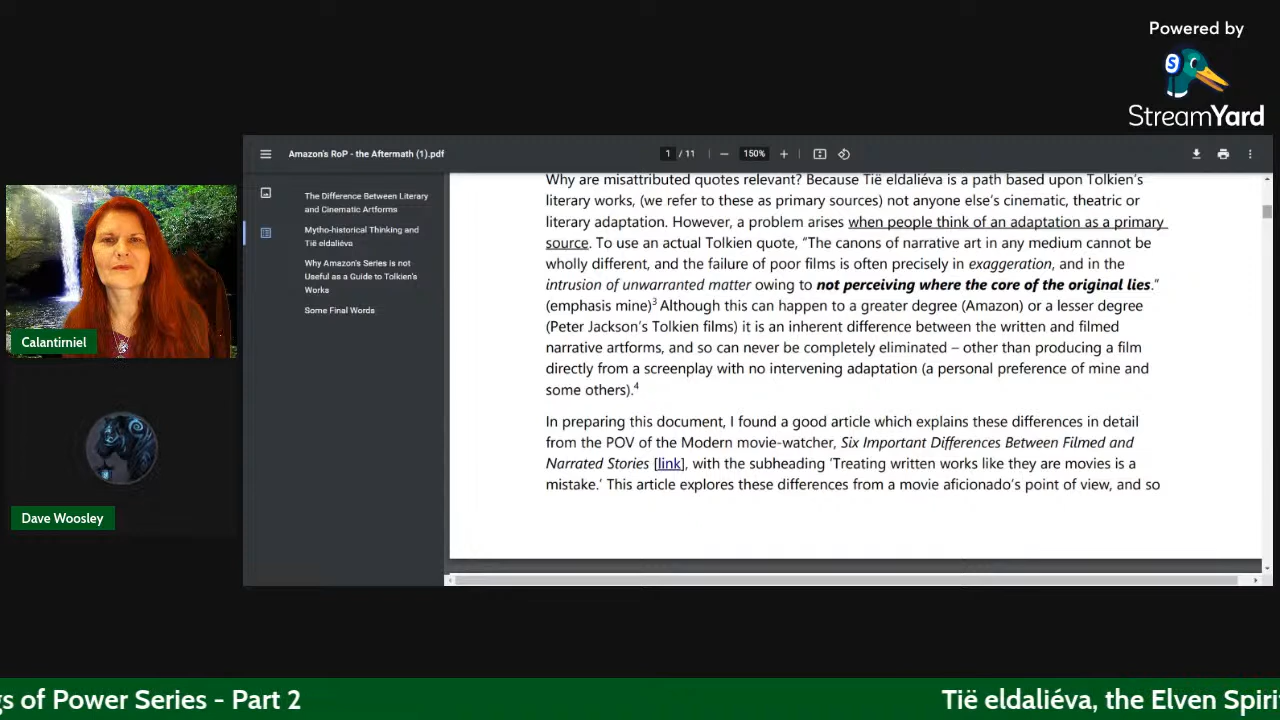 Powered by
StreamYard
Amazon's RoP - the Aftermath (1).pdf
1 / 11
150%
The Difference Between Literary
and Cinematic Artforms
Mytho-historical Thinking and
Tië eldaliéva
Why Amazon's Series is not
Useful as a Guide to Tolkien's
Works
Some Final Words
Why are misattributed quotes relevant? Because Tië eldaliéva is a path based upon Tolkien's
literary works, (we refer to these as primary sources) not anyone else's cinematic, theatric or
literary adaptation. However, a problem arises when people think of an adaptation as a primary
source. To use an actual Tolkien quote, “The canons of narrative art in any medium cannot be
wholly different, and the failure of poor films is often precisely in exaggeration, and in the
intrusion of unwarranted matter owing to not perceiving where the core of the original lies.”
(emphasis mine)³ Although this can happen to a greater degree (Amazon) or a lesser degree
(Peter Jackson's Tolkien films) it is an inherent difference between the written and filmed
narrative artforms, and so can never be completely eliminated – other than producing a film
directly from a screenplay with no intervening adaptation (a personal preference of mine and
some others).⁴
In preparing this document, I found a good article which explains these differences in detail
from the POV of the Modern movie-watcher, Six Important Differences Between Filmed and
Narrated Stories [link], with the subheading ‘Treating written works like they are movies is a
mistake.’ This article explores these differences from a movie aficionado's point of view, and so
Calantirniel
Dave Woosley
gs of Power Series - Part 2
Tië eldaliéva, the Elven Spiri